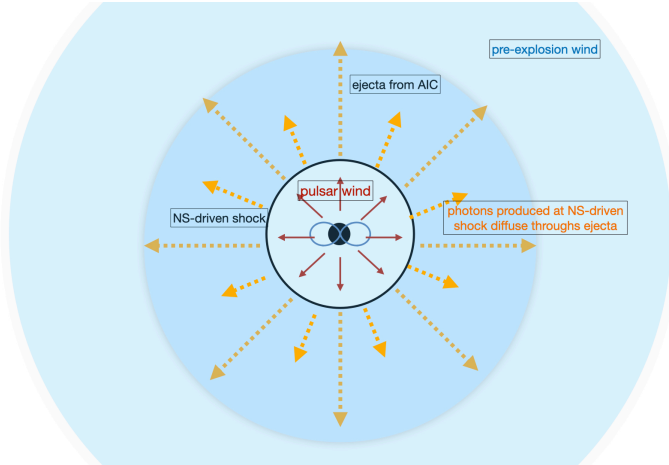 pre-explosion wind
ejecta from AIC
pulsar wind
NS-driven shock
photons produced at NS-driven
shock diffuse throughs ejecta